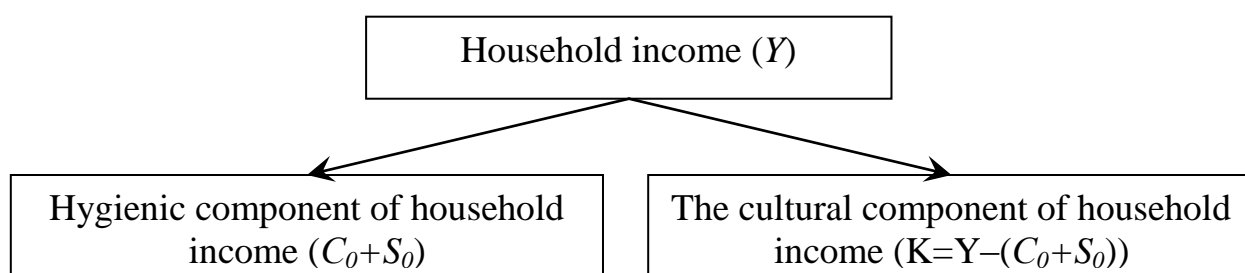 Household income (Y)
Hygienic component of household
income (C₀+S₀)
The cultural component of household
income (K=Y–(C₀+S₀))